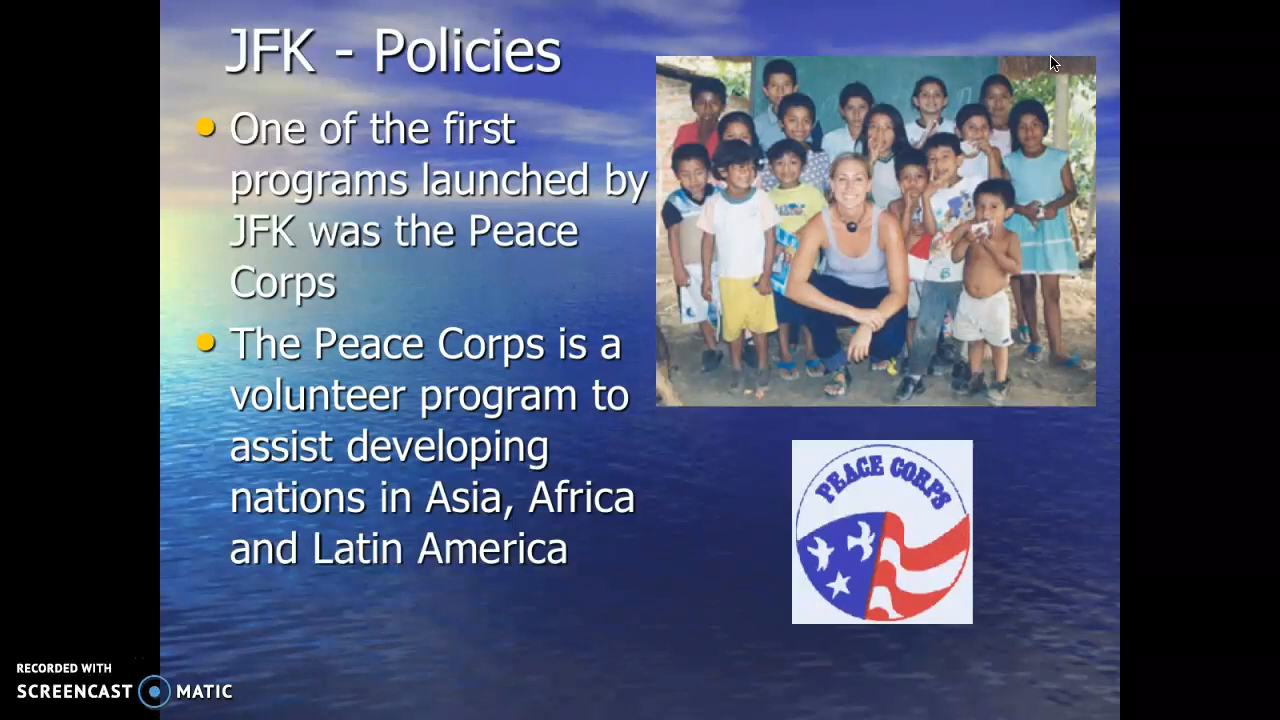 JFK - Policies
• One of the first
programs launched by
JFK was the Peace
Corps
• The Peace Corps is a
volunteer program to
assist developing
nations in Asia, Africa
and Latin America
PEACE CORPS
RECORDED WITH
SCREENCAST MATIC